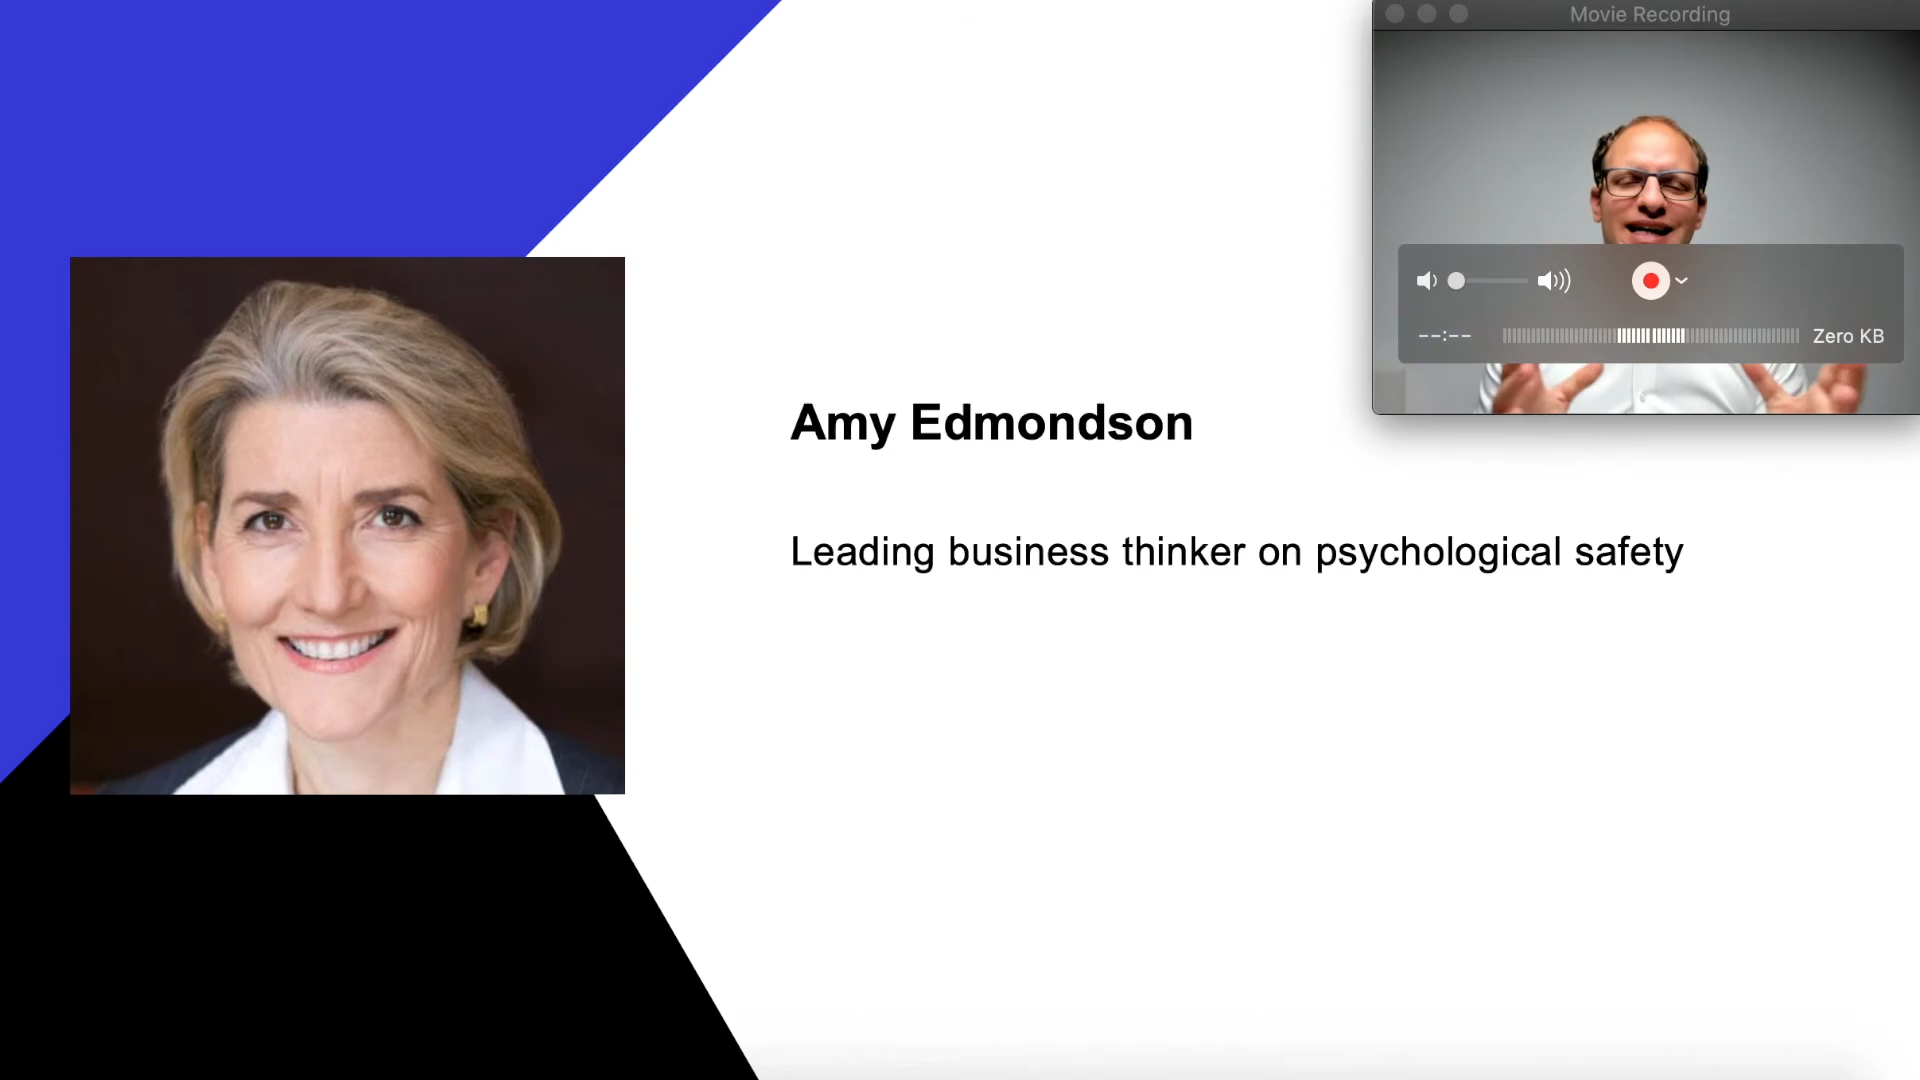 Movie Recording
--:--
Zero KB
Amy Edmondson
Leading business thinker on psychological safety